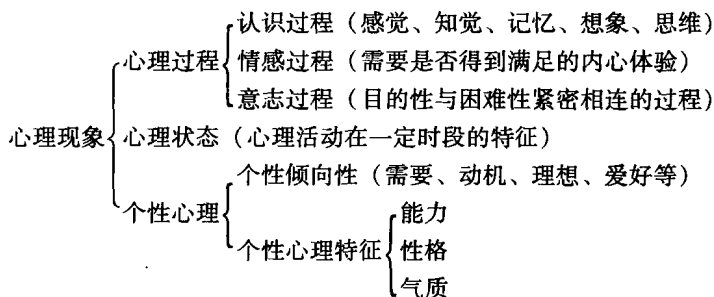 认识过程（感觉、知觉、记忆、想象、思维）
心理过程 情感过程（需要是否得到满足的内心体验）
意志过程（目的性与困难性紧密相连的过程）
心理现象 心理状态（心理活动在一定时段的特征）
个性倾向性（需要、动机、理想、爱好等）
个性心理
能力
个性心理特征 性格
气质